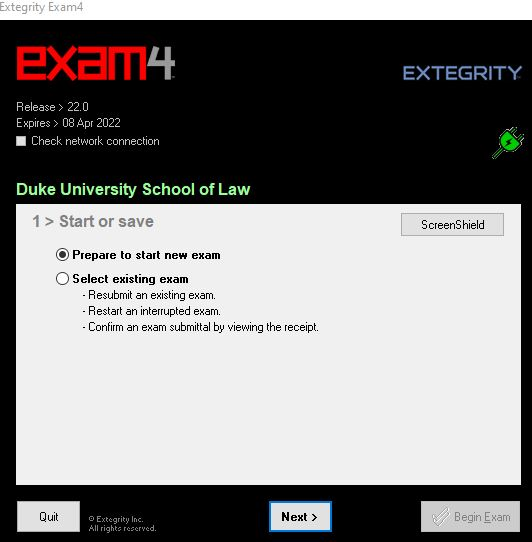 Extegrity Exam4
exam4
EXTEGRITY
Release > 22.0
Expires > 08 Apr 2022
Check network connection
Duke University School of Law
1 > Start or save
ScreenShield
Prepare to start new exam
Select existing exam
- Resubmit an existing exam.
- Restart an interrupted exam.
- Confirm an exam submittal by viewing the receipt.
Quit
© Extegrity Inc.
All rights reserved.
Next >
Begin Exam